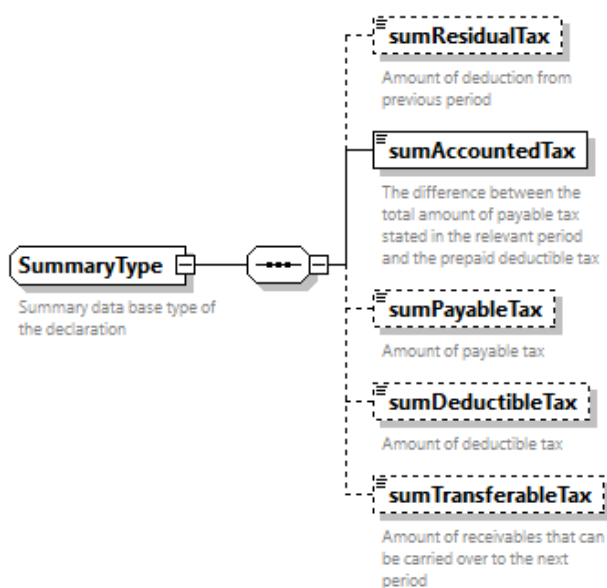 sumResidualTax
Amount of deduction from
previous period
sumAccountedTax
The difference between the
total amount of payable tax
stated in the relevant period
and the prepaid deductible tax
SummaryType
Summary data base type of
the declaration
sumPayableTax
Amount of payable tax
sumDeductibleTax
Amount of deductible tax
sumTransferableTax
Amount of receivables that can
be carried over to the next
period